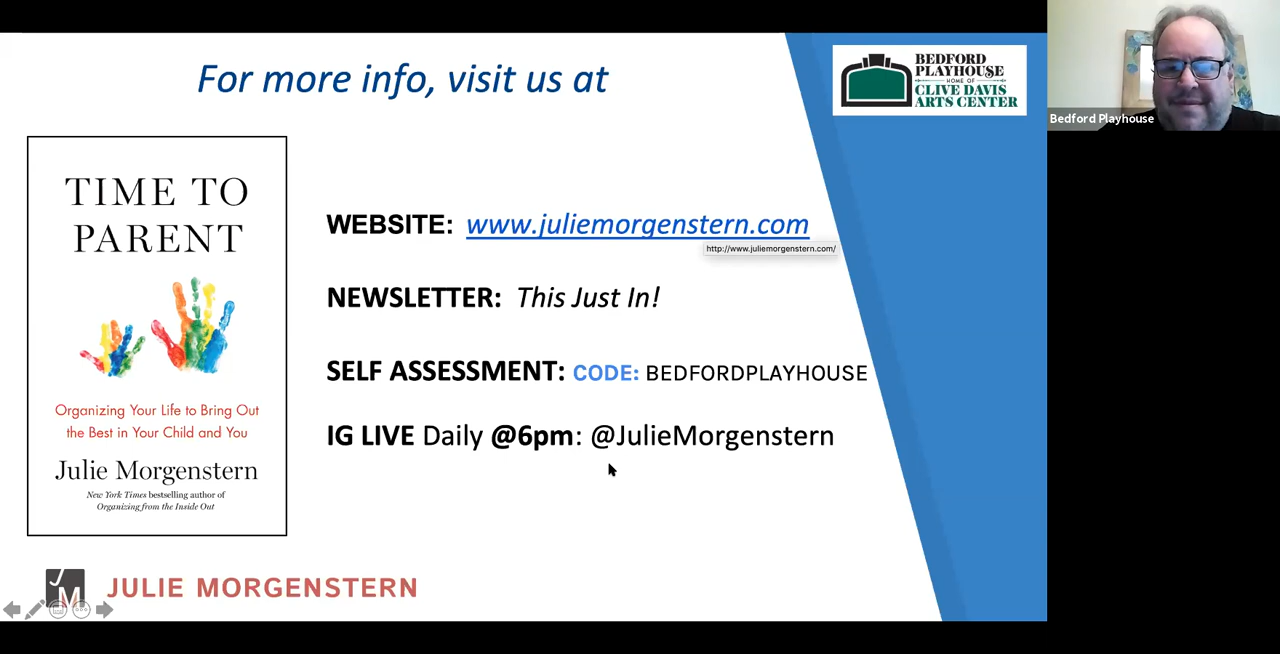 For more info, visit us at
BEDFORD
PLAYHOUSE
HOME OF
CLIVE DAVIS
ARTS CENTER
Bedford Playhouse
TIME TO
PARENT
Organizing Your Life to Bring Out
the Best in Your Child and You
Julie Morgenstern
New York Times bestselling author of
Organizing from the Inside Out
WEBSITE: www.juliemorgenstern.com
http://www.juliemorgenstern.com/
NEWSLETTER: This Just In!
SELF ASSESSMENT: CODE: BEDFORDPLAYHOUSE
IG LIVE Daily @6pm: @JulieMorgenstern
JM
JULIE MORGENSTERN